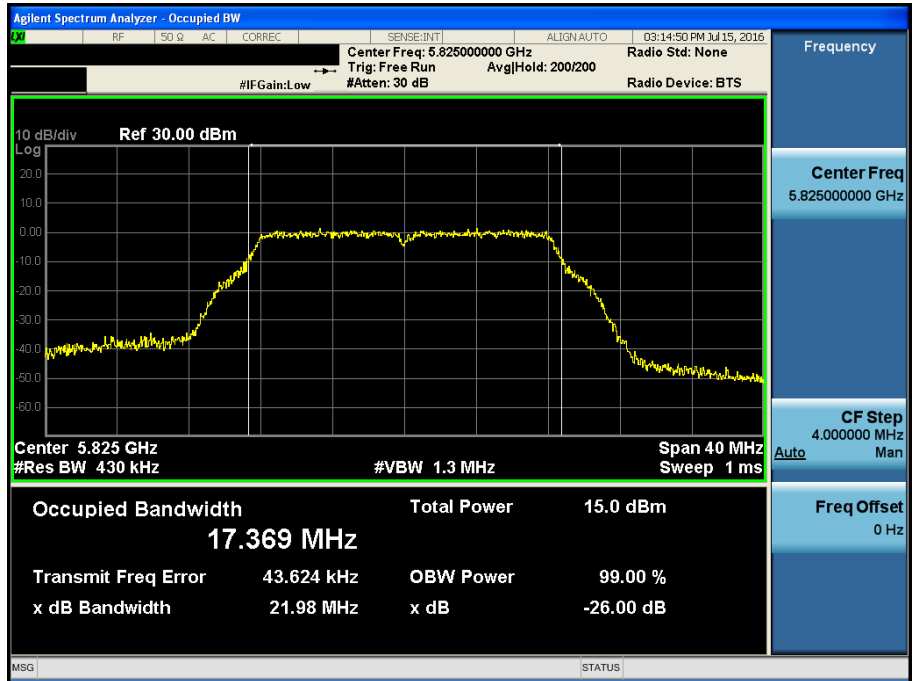 Agilent Spectrum Analyzer - Occupied BW
LXI RF 50 Ω AC CORREC SENSE:INT ALIGN AUTO 03:14:50 PM Jul 15, 2016
Center Freq: 5.825000000 GHz Radio Std: None
Trig: Free Run Avg|Hold: 200/200
#IFGain:Low #Atten: 30 dB Radio Device: BTS
10 dB/div Ref 30.00 dBm
Log
20.0
10.0
0.00
-10.0
-20.0
-30.0
-40.0
-50.0
-60.0
Center 5.825 GHz Span 40 MHz
#Res BW 430 kHz #VBW 1.3 MHz Sweep 1 ms
Occupied Bandwidth Total Power 15.0 dBm
17.369 MHz
Transmit Freq Error 43.624 kHz OBW Power 99.00 %
x dB Bandwidth 21.98 MHz x dB -26.00 dB
MSG STATUS
Frequency
Center Freq
5.825000000 GHz
CF Step
4.000000 MHz
Auto Man
Freq Offset
0 Hz